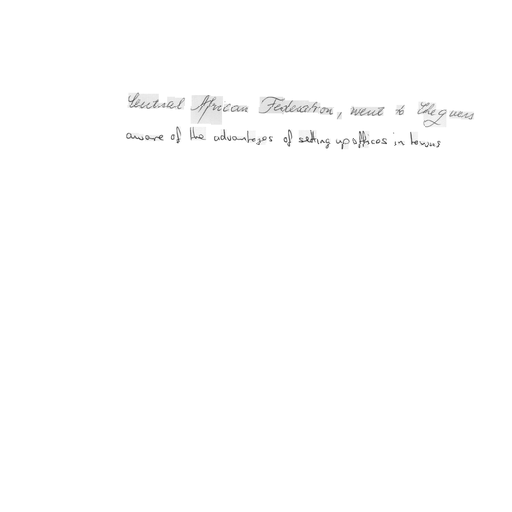 Central African Federation, went to Chequers
aware of the advantages of setting up offices in towns